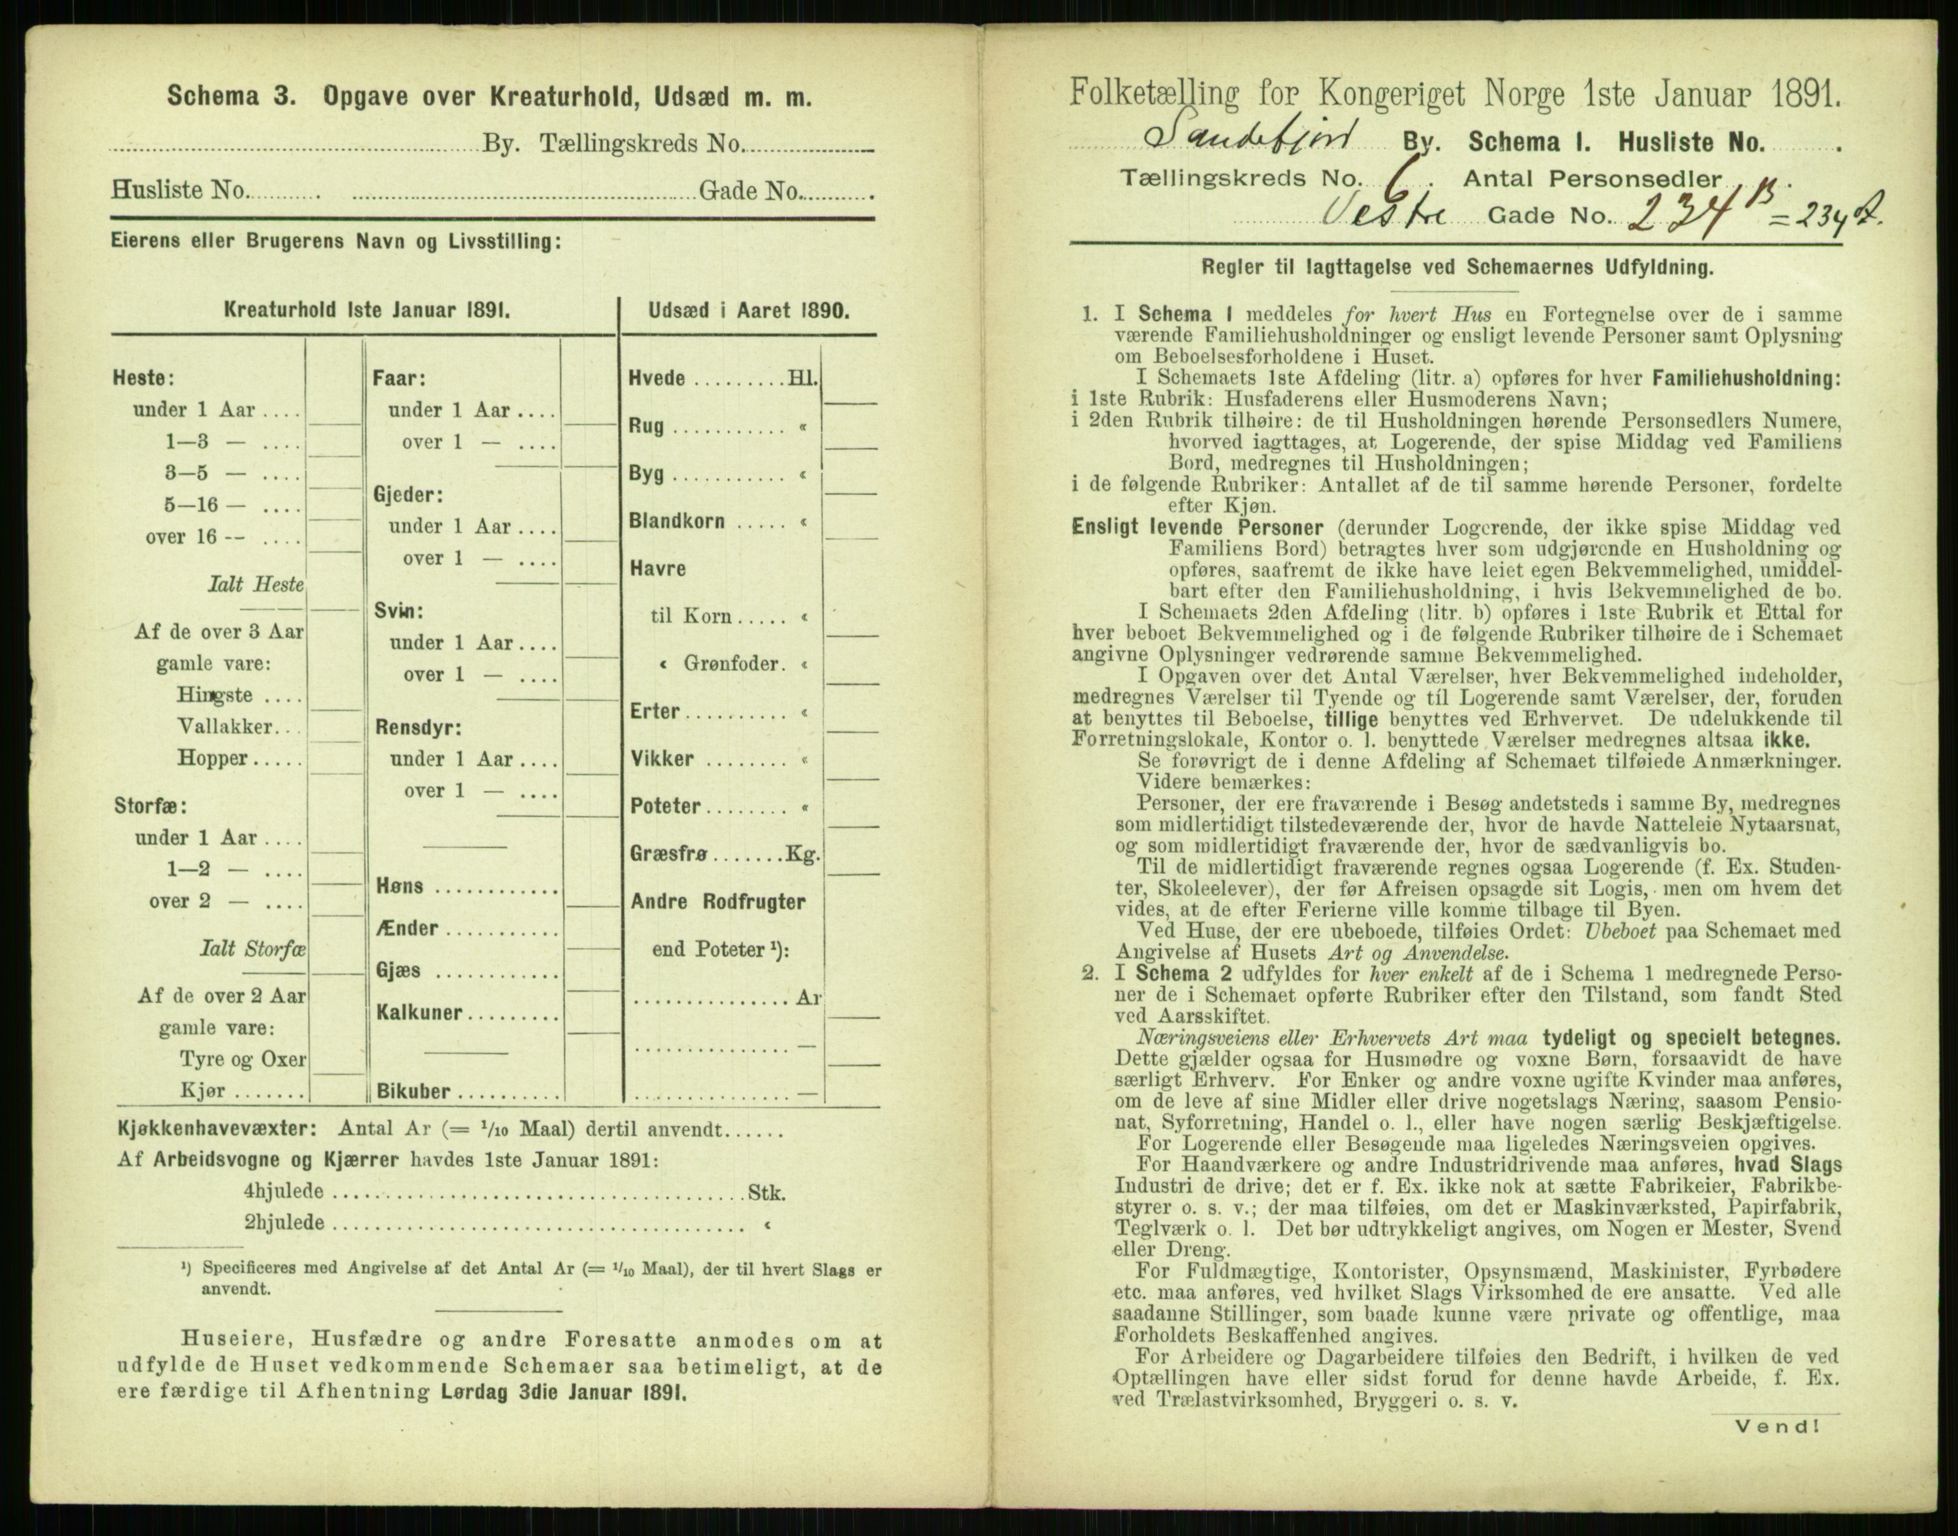 Schema 3. Opgave over Kreaturhold, Udsæd m. m.
By. Tællingskreds No.
Husliste No. Gade No.
Eierens eller Brugerens Navn og Livsstilling:
Kreaturhold 1ste Januar 1891.
Heste:
under 1 Aar ....
1—3 — ....
3—5 — ....
5—16 — ....
over 16 -- ....
Ialt Heste
Af de over 3 Aar
gamle vare:
Hingste ....
Vallakker...
Hopper.....
Storfæ:
under 1 Aar ....
1—2 — ....
over 2 — ....
Ialt Storfæ
Af de over 2 Aar
gamle vare:
Tyre og Oxer
Kjør .......
Faar:
under 1 Aar ....
over 1 — ....
Gjeder:
under 1 Aar ....
over 1 — ....
Svin:
under 1 Aar ....
over 1 — ....
Rensdyr:
under 1 Aar ....
over 1 — ....
Høns ............
Ænder ...........
Gjæs ............
Kalkuner.........
Bikuber ..........
Udsæd i Aaret 1890.
Hvede .........Hl.
Rug ........... «
Byg ........... «
Blandkorn ..... «
Havre
til Korn..... «
« Grønfoder. «
Erter.......... «
Vikker ........ «
Poteter........ «
Græsfrø .......Kg.
Andre Rodfrugter
end Poteter ¹):
............... Ar
............... —
............... —
Kjøkkenhavevæxter: Antal Ar (= 1/10 Maal) dertil anvendt......
Af Arbeidsvogne og Kjærrer havdes 1ste Januar 1891:
4hjulede ........................................Stk.
2hjulede ........................................ «
¹) Specificeres med Angivelse af det Antal Ar (= 1/10 Maal), der til hvert Slags er
anvendt.
Huseiere, Husfædre og andre Foresatte anmodes om at
udfylde de Huset vedkommende Schemaer saa betimeligt, at de
ere færdige til Afhentning Lørdag 3die Januar 1891.
Folketælling for Kongeriget Norge 1ste Januar 1891.
Sandefjord By. Schema 1. Husliste No. .
Tællingskreds No. 6. Antal Personsedler .
Vestre Gade No. 234 B = 234 A.
Regler til Iagttagelse ved Schemaernes Udfyldning.
1. I Schema 1 meddeles for hvert Hus en Fortegnelse over de i samme
værende Familiehusholdninger og ensligt levende Personer samt Oplysning
om Beboelsesforholdene i Huset.
I Schemaets 1ste Afdeling (litr. a) opføres for hver Familiehusholdning:
i 1ste Rubrik: Husfaderens eller Husmoderens Navn;
i 2den Rubrik tilhøire: de til Husholdningen hørende Personsedlers Numere,
hvorved iagttages, at Logerende, der spise Middag ved Familiens
Bord, medregnes til Husholdningen;
i de følgende Rubriker: Antallet af de til samme hørende Personer, fordelte
efter Kjøn.
Ensligt levende Personer (derunder Logerende, der ikke spise Middag ved
Familiens Bord) betragtes hver som udgjørende en Husholdning og
opføres, saafremt de ikke have leiet egen Bekvemmelighed, umiddel-
bart efter den Familiehusholdning, i hvis Bekvemmelighed de bo.
I Schemaets 2den Afdeling (litr. b) opføres i 1ste Rubrik et Ettal for
hver beboet Bekvemmelighed og i de følgende Rubriker tilhøire de i Schemaet
angivne Oplysninger vedrørende samme Bekvemmelighed.
I Opgaven over det Antal Værelser, hver Bekvemmelighed indeholder,
medregnes Værelser til Tyende og til Logerende samt Værelser, der, foruden
at benyttes til Beboelse, tillige benyttes ved Erhvervet. De udelukkende til
Forretningslokale, Kontor o. l. benyttede Værelser medregnes altsaa ikke.
Se forøvrigt de i denne Afdeling af Schemaet tilføiede Anmærkninger.
Videre bemærkes:
Personer, der ere fraværende i Besøg andetsteds i samme By, medregnes
som midlertidigt tilstedeværende der, hvor de havde Natteleie Nytaarsnat,
og som midlertidigt fraværende der, hvor de sædvanligvis bo.
Til de midlertidigt fraværende regnes ogsaa Logerende (f. Ex. Studen-
ter, Skoleelever), der før Afreisen opsagde sit Logis, men om hvem det
vides, at de efter Ferierne ville komme tilbage til Byen.
Ved Huse, der ere ubeboede, tilføies Ordet: Ubeboet paa Schemaet med
Angivelse af Husets Art og Anvendelse.
2. I Schema 2 udfyldes for hver enkelt af de i Schema 1 medregnede Perso-
ner de i Schemaet opførte Rubriker efter den Tilstand, som fandt Sted
ved Aarsskiftet.
Næringsveiens eller Erhvervets Art maa tydeligt og specielt betegnes.
Dette gjælder ogsaa for Husmødre og voxne Børn, forsaavidt de have
særligt Erhverv. For Enker og andre voxne ugifte Kvinder maa anføres,
om de leve af sine Midler eller drive nogetslags Næring, saasom Pensio-
nat, Syforretning, Handel o. l., eller have nogen særlig Beskjæftigelse.
For Logerende eller Besøgende maa ligeledes Næringsveien opgives.
For Haandværkere og andre Industridrivende maa anføres, hvad Slags
Industri de drive; det er f. Ex. ikke nok at sætte Fabrikeier, Fabrikbe-
styrer o. s. v.; der maa tilføies, om det er Maskinværksted, Papirfabrik,
Teglværk o. l. Det bør udtrykkeligt angives, om Nogen er Mester, Svend
eller Dreng.
For Fuldmægtige, Kontorister, Opsynsmænd, Maskinister, Fyrbødere
etc. maa anføres, ved hvilket Slags Virksomhed de ere ansatte. Ved alle
saadanne Stillinger, som baade kunne være private og offentlige, maa
Forholdets Beskaffenhed angives.
For Arbeidere og Dagarbeidere tilføies den Bedrift, i hvilken de ved
Optællingen have eller sidst forud for denne havde Arbeide, f. Ex.
ved Trælastvirksomhed, Bryggeri o. s. v.
Vend!